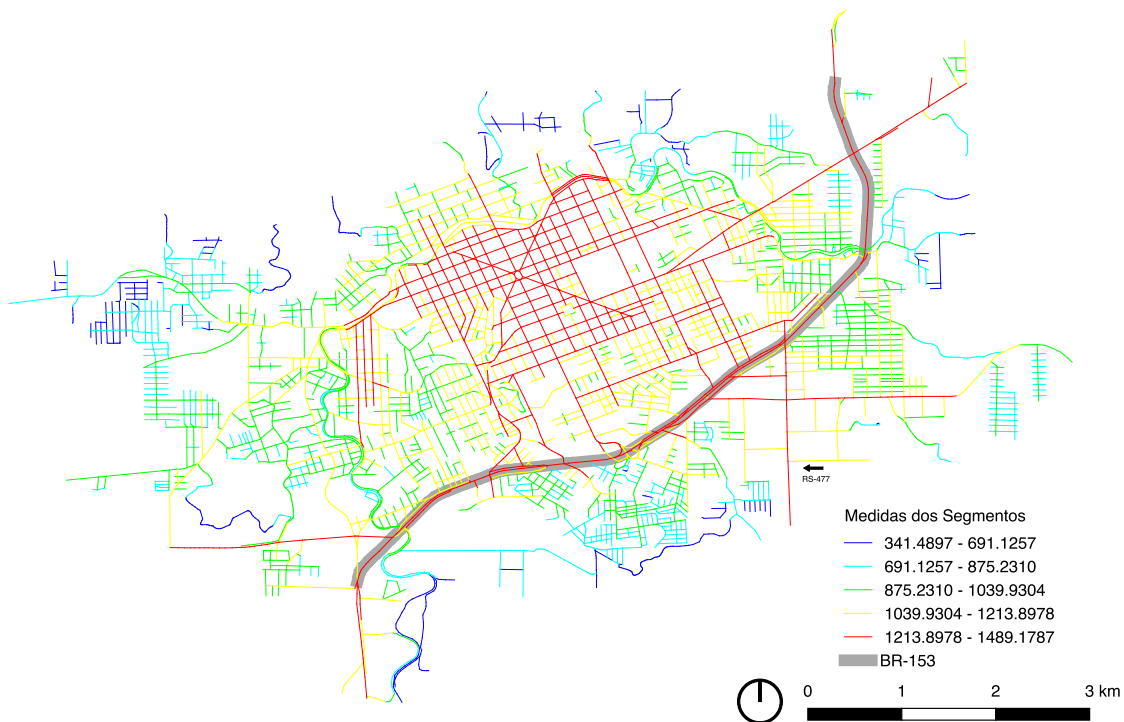 RS-477
Medidas dos Segmentos
341.4897 - 691.1257
691.1257 - 875.2310
875.2310 - 1039.9304
1039.9304 - 1213.8978
1213.8978 - 1489.1787
BR-153
0 1 2 3 km